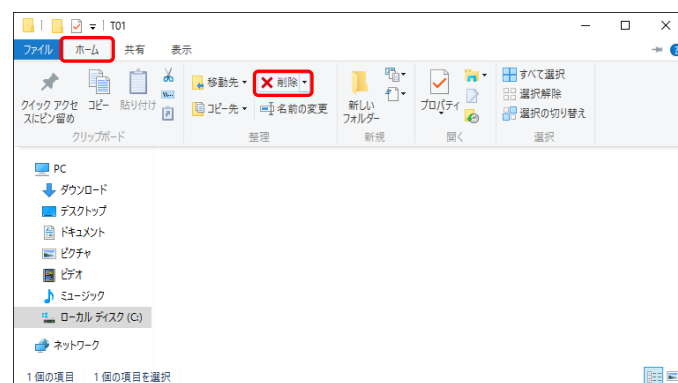 T01
ファイル ホーム 共有 表示
クイック アクセスにピン留め
コピー
貼り付け
クリップボード
移動先
コピー先
削除
名前の変更
整理
新しい
フォルダー
新規
プロパティ
開く
すべて選択
選択解除
選択の切り替え
選択
PC
ダウンロード
デスクトップ
ドキュメント
ピクチャ
ビデオ
ミュージック
ローカル ディスク (C:)
ネットワーク
1 個の項目 1 個の項目を選択